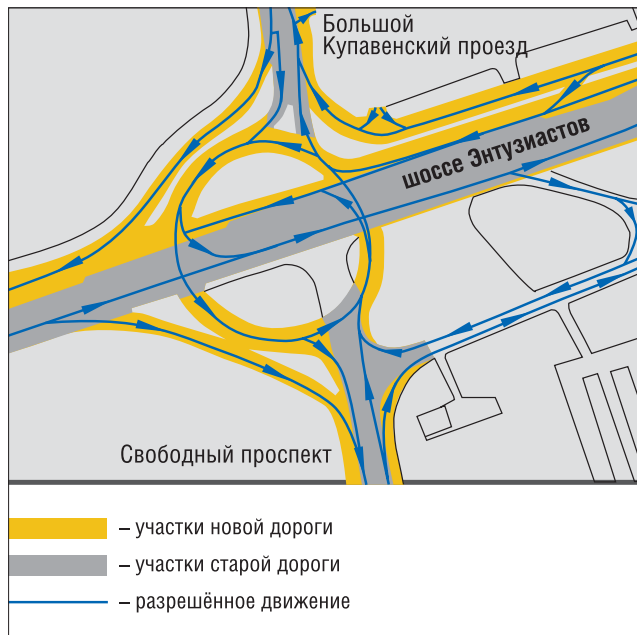 Большой
Купавенский проезд
шоссе Энтузиастов
Свободный проспект
– участки новой дороги
– участки старой дороги
– разрешённое движение